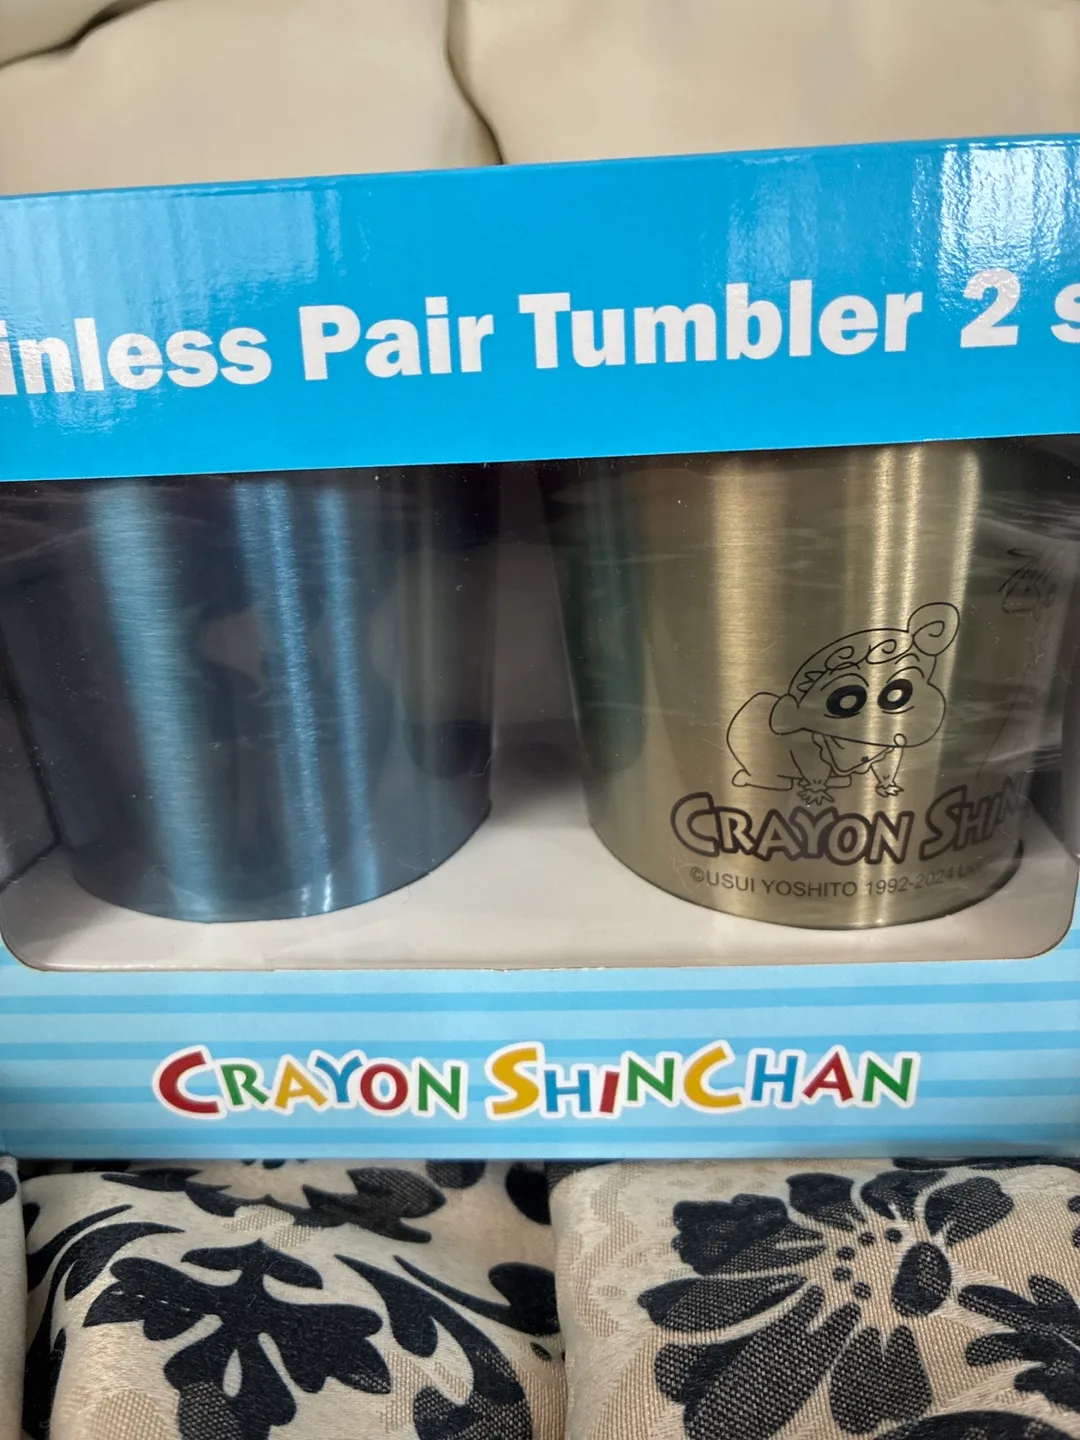 inless Pair Tumbler 2 s
CRAYON SHIN
©USUI YOSHITO 1992-2024
CRAYON SHINCHAN